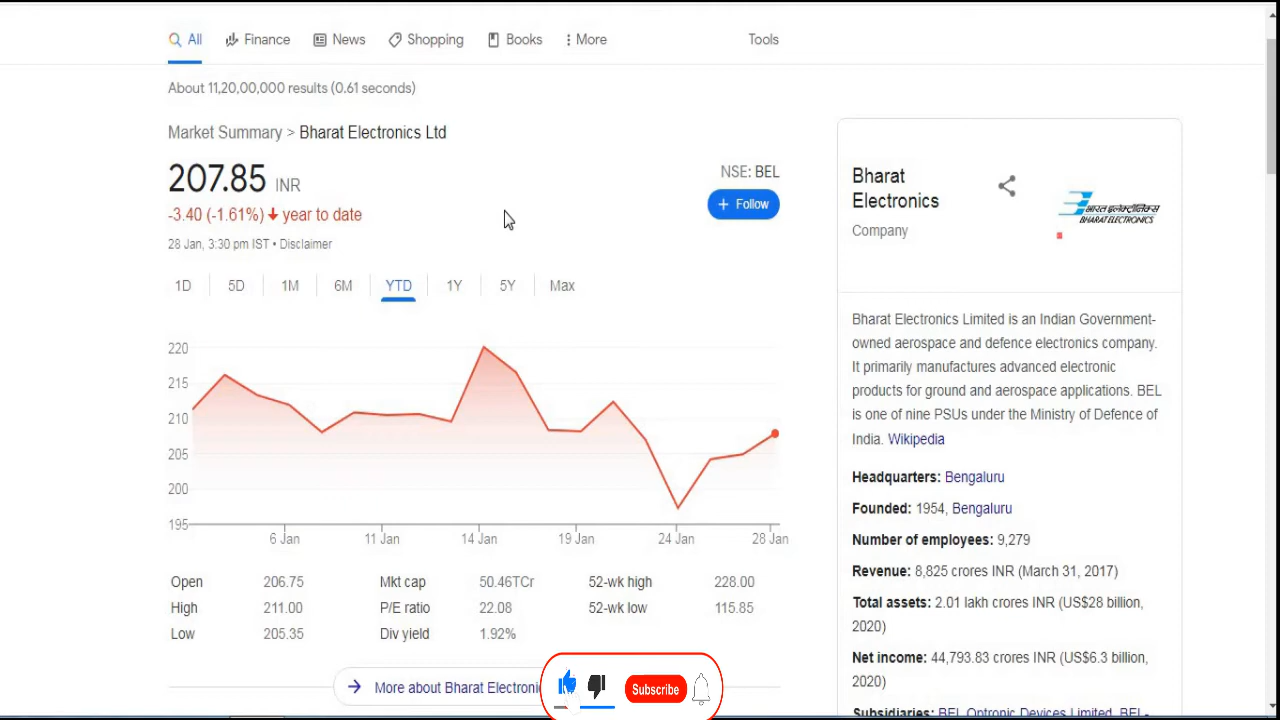 All
Finance
News
Shopping
Books
More
Tools
About 11,20,00,000 results (0.61 seconds)
Market Summary > Bharat Electronics Ltd
207.85 INR
-3.40 (-1.61%) year to date
28 Jan, 3:30 pm IST • Disclaimer
NSE: BEL
+ Follow
1D
5D
1M
6M
YTD
1Y
5Y
Max
220
215
210
205
200
195
6 Jan
11 Jan
14 Jan
19 Jan
24 Jan
28 Jan
Open 206.75
High 211.00
Low 205.35
Mkt cap 50.46TCr
P/E ratio 22.08
Div yield 1.92%
52-wk high 228.00
52-wk low 115.85
More about Bharat Electroni
Subscribe
Bharat
Electronics
Company
भारत इलेक्ट्रॉनिक्स
BHARAT ELECTRONICS
Bharat Electronics Limited is an Indian Government-
owned aerospace and defence electronics company.
It primarily manufactures advanced electronic
products for ground and aerospace applications. BEL
is one of nine PSUs under the Ministry of Defence of
India. Wikipedia
Headquarters: Bengaluru
Founded: 1954, Bengaluru
Number of employees: 9,279
Revenue: 8,825 crores INR (March 31, 2017)
Total assets: 2.01 lakh crores INR (US$28 billion,
2020)
Net income: 44,793.83 crores INR (US$6.3 billion,
2020)
Subsidiaries: BEL Optronic Devices Limited, BEL-